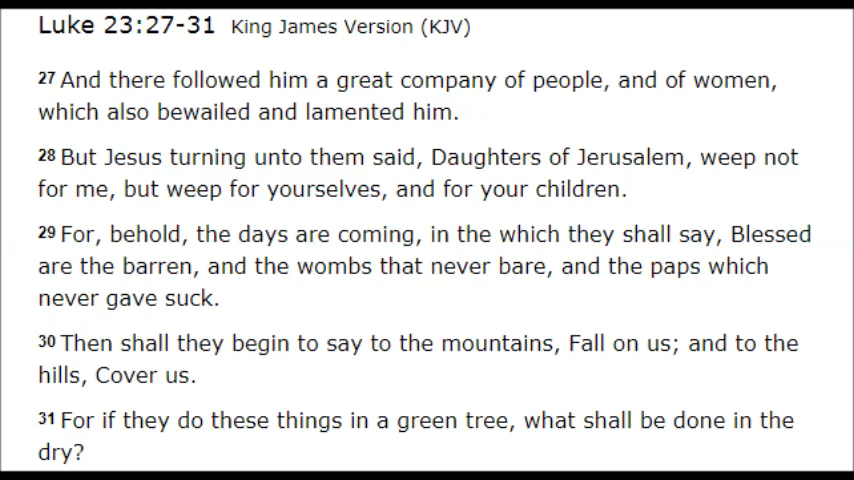 Luke 23:27-31 King James Version (KJV)
27 And there followed him a great company of people, and of women,
which also bewailed and lamented him.
28 But Jesus turning unto them said, Daughters of Jerusalem, weep not
for me, but weep for yourselves, and for your children.
29 For, behold, the days are coming, in the which they shall say, Blessed
are the barren, and the wombs that never bare, and the paps which
never gave suck.
30 Then shall they begin to say to the mountains, Fall on us; and to the
hills, Cover us.
31 For if they do these things in a green tree, what shall be done in the
dry?